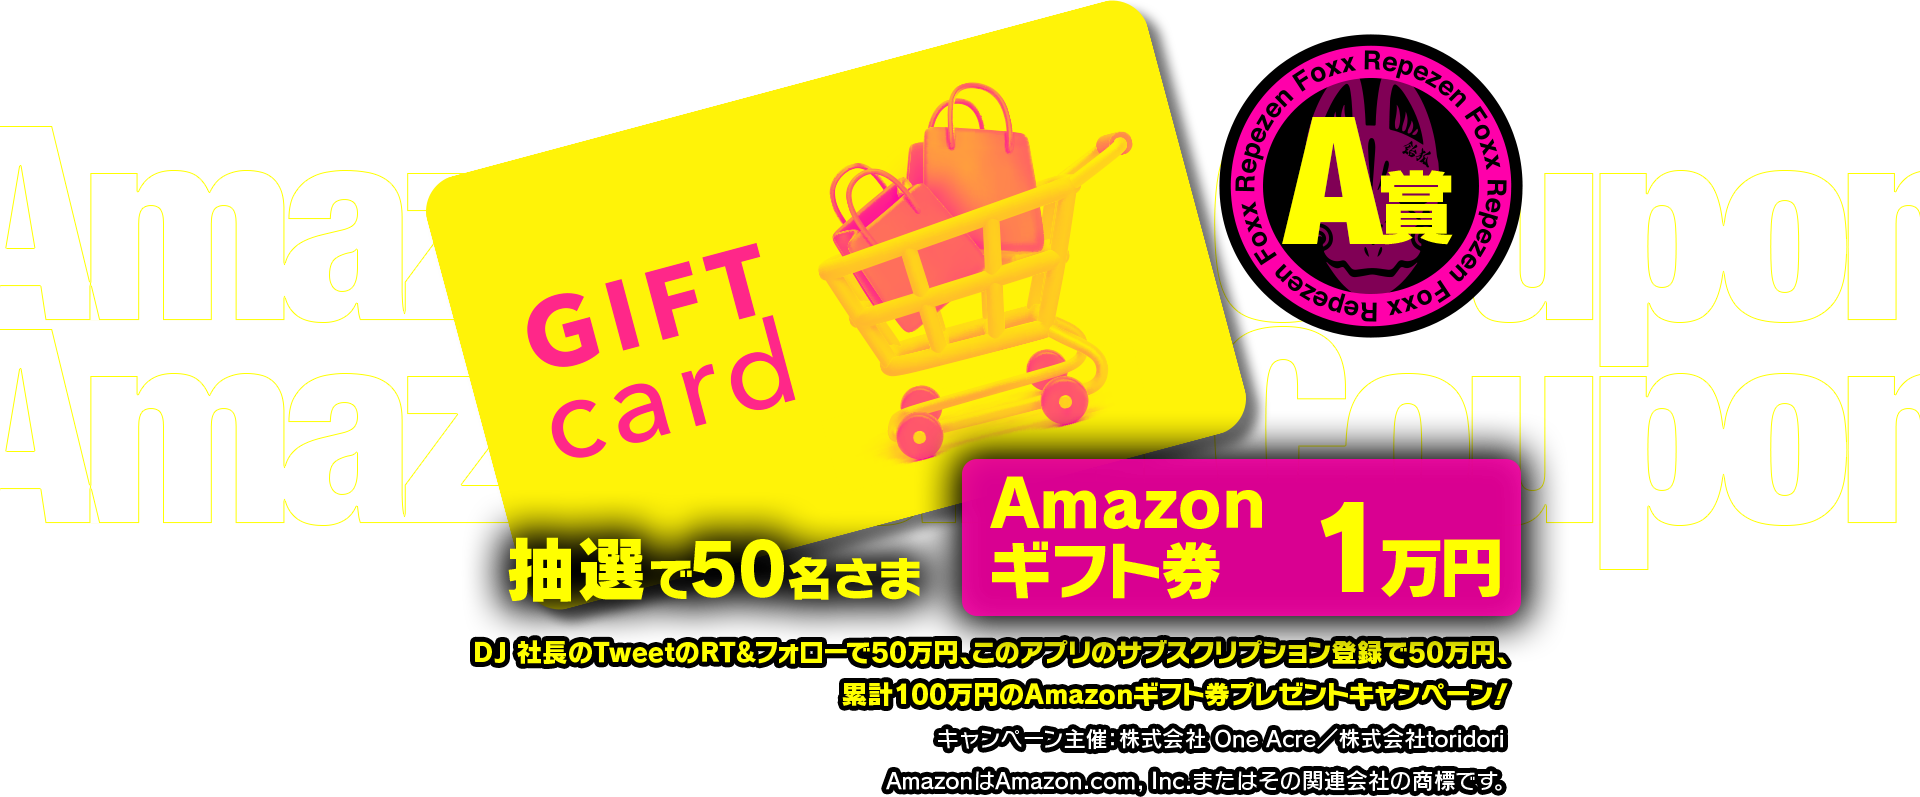 Amazon Coupon
Amazon Coupon
GIFT
card
Repezen Foxx Repezen Foxx Repezen Foxx Repezen Foxx
A賞
抽選で50名さま
Amazon
ギフト券 1万円
DJ 社長のTweetのRT&フォローで50万円、このアプリのサブスクリプション登録で50万円、
累計100万円のAmazonギフト券プレゼントキャンペーン!
キャンペーン主催：株式会社 One Acre／株式会社toridori
AmazonはAmazon.com, Inc.またはその関連会社の商標です。